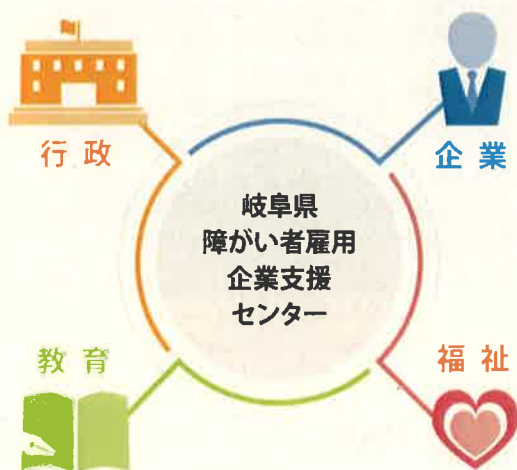 行政
企業
岐阜県
障がい者雇用
企業支援
センター
教育
福祉